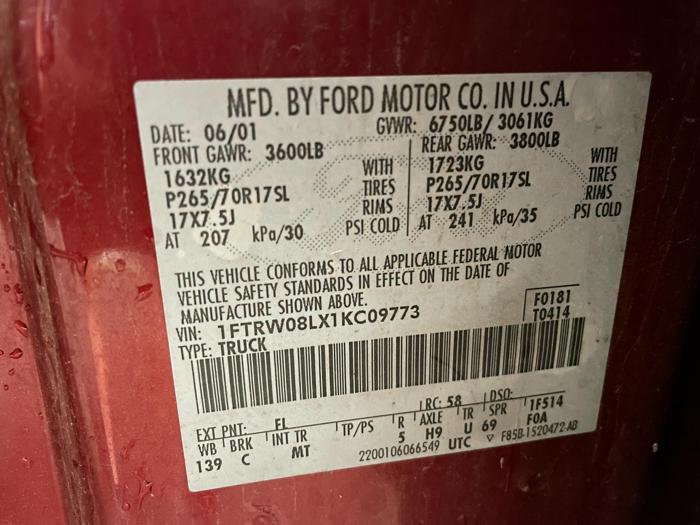 MFD. BY FORD MOTOR CO. IN U.S.A.
DATE: 06/01 GVWR: 6750LB/ 3061KG
FRONT GAWR: 3600LB REAR GAWR: 3800LB
1632KG WITH 1723KG WITH
P265/70R17SL TIRES P265/70R17SL TIRES
17X7.5J RIMS 17X7.5J RIMS
AT 207 kPa/30 PSI COLD AT 241 kPa/35 PSI COLD
THIS VEHICLE CONFORMS TO ALL APPLICABLE FEDERAL MOTOR
VEHICLE SAFETY STANDARDS IN EFFECT ON THE DATE OF
MANUFACTURE SHOWN ABOVE.
F0181
VIN: 1FTRW08LX1KC09773 T0414
TYPE: TRUCK
EXT PNT: FL RC: 58 DSO:
WB BRK INT TR TP/PS R AXLE TR SPR 1F514
139 C MT 5 H9 U 69 F0A
2200106066549 UTC ▽ F85B-1520472-AB